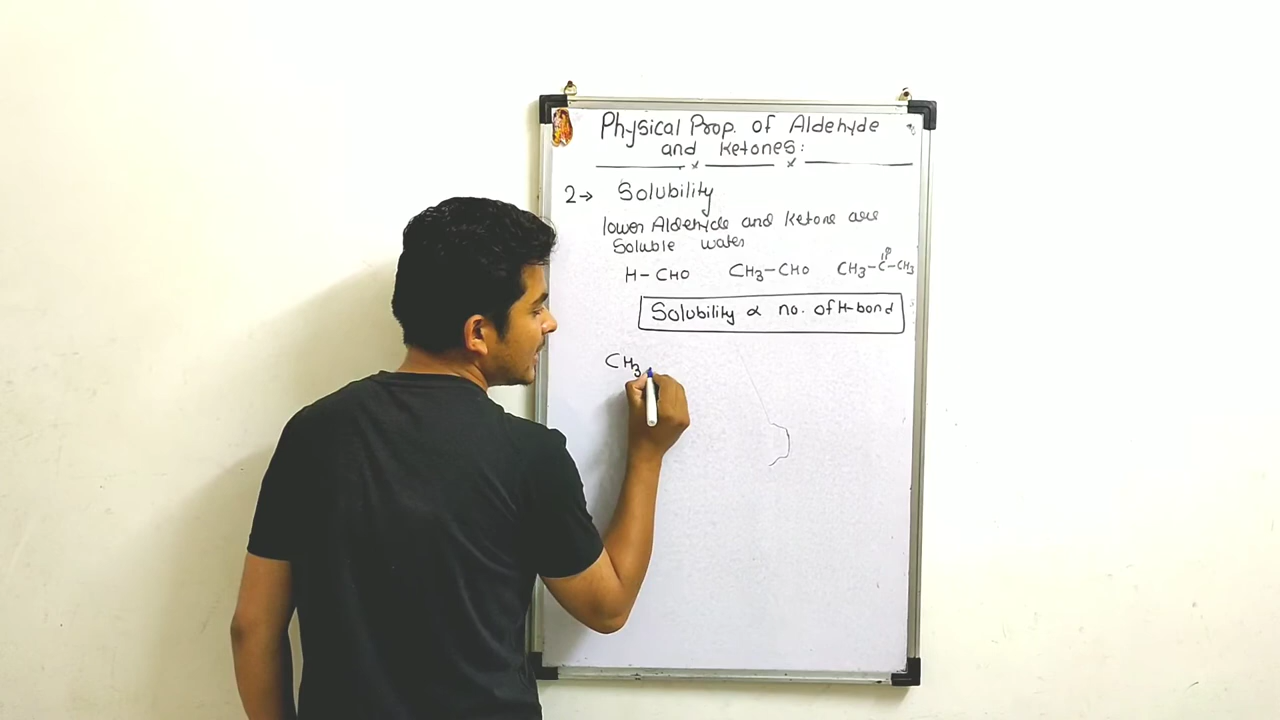 Physical Prop. of Aldehyde
and Ketones:
2→ Solubility
lower Aldehyde and Ketone are
Soluble water
H-CHO CH3-CHO CH3-C-CH3
O
Solubility ∝ no. of H-bond
CH3